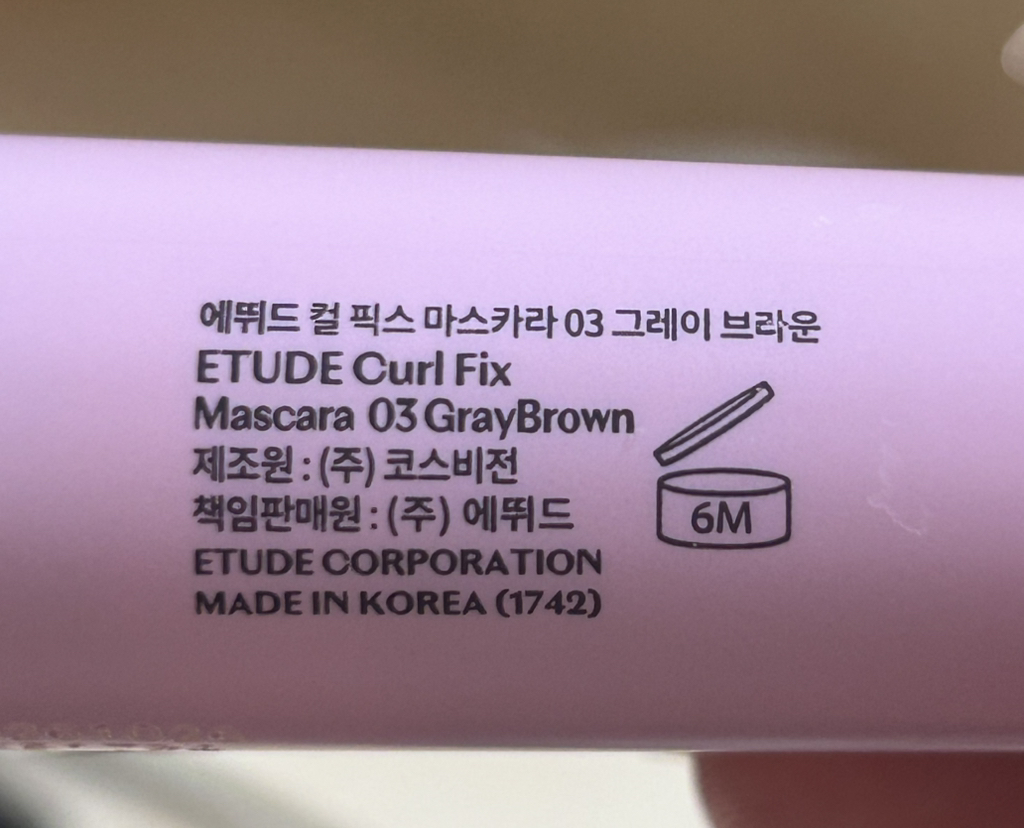 에뛰드 컬 픽스 마스카라 03 그레이 브라운
ETUDE Curl Fix
Mascara 03 GrayBrown
제조원 : (주) 코스비전
책임판매원 : (주) 에뛰드
ETUDE CORPORATION
MADE IN KOREA (1742)
6M